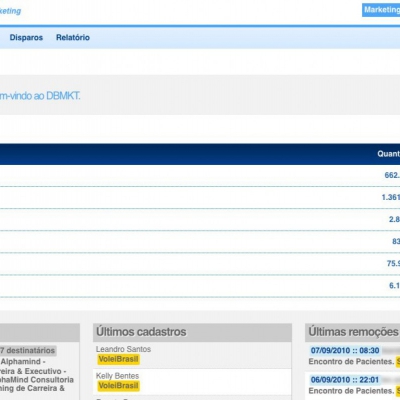 keting
Marketing
Disparos Relatório
m-vindo ao DBMKT.
Quant
662.
1.361
2.8
83
75.9
6.1
Últimos cadastros
Últimas remoções
7 destinatários
Alphamind -
reira & Executivo -
phaMind Consultoria
ning de Carreira &
Leandro Santos
VoleiBrasil
Kelly Bentes
VoleiBrasil
07/09/2010 :: 08:30
Encontro de Pacientes. S
06/09/2010 :: 22:01
Encontro de Pacientes. S